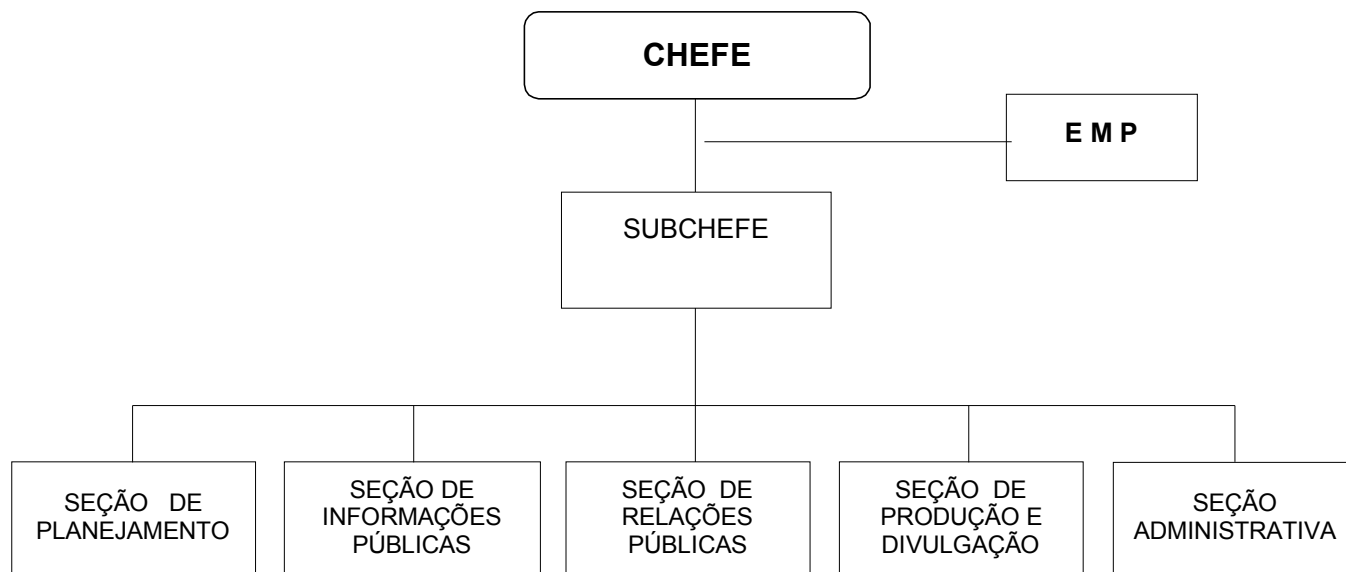 CHEFE
E M P
SUBCHEFE
SEÇÃO DE
PLANEJAMENTO
SEÇÃO DE
INFORMAÇÕES
PÚBLICAS
SEÇÃO DE
RELAÇÕES
PÚBLICAS
SEÇÃO DE
PRODUÇÃO E
DIVULGAÇÃO
SEÇÃO
ADMINISTRATIVA